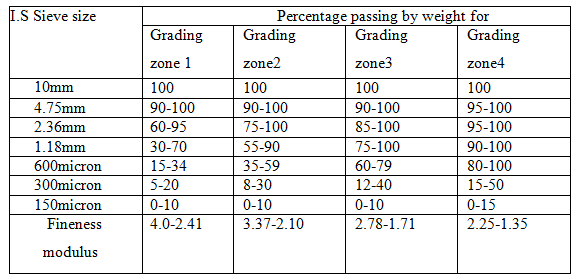 I.S Sieve size Percentage passing by weight for
Grading zone 1 Grading zone2 Grading zone3 Grading zone4
10mm 100 100 100 100
4.75mm 90-100 90-100 90-100 95-100
2.36mm 60-95 75-100 85-100 95-100
1.18mm 30-70 55-90 75-100 90-100
600micron 15-34 35-59 60-79 80-100
300micron 5-20 8-30 12-40 15-50
150micron 0-10 0-10 0-10 0-15
Fineness modulus 4.0-2.41 3.37-2.10 2.78-1.71 2.25-1.35